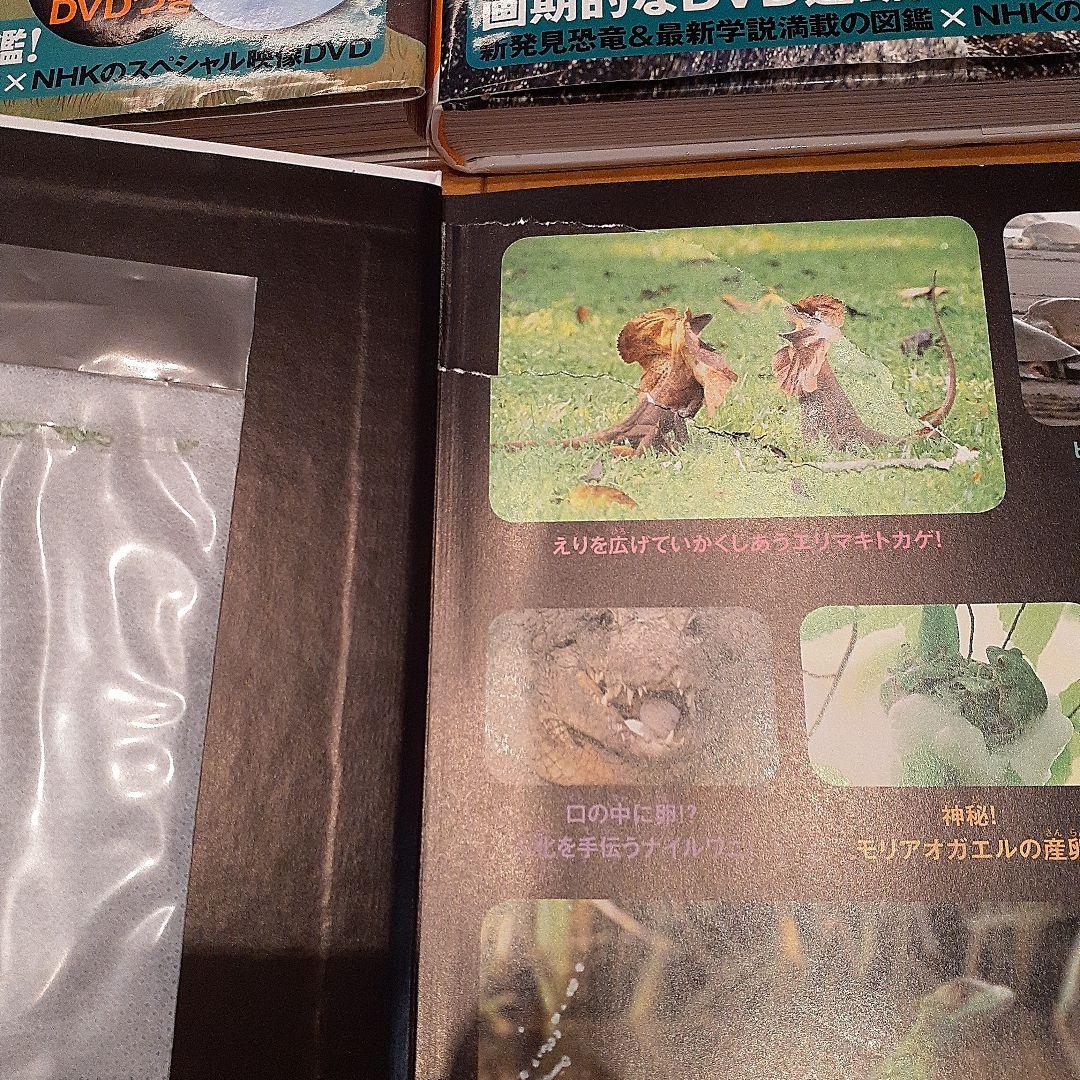 DVDつき
鑑!
×NHKのスペシャル映像DVD
画期的なDVD
新発見恐竜&最新学説満載の図鑑×NHKの
えりを広げていかくしあうエリマキトカゲ!
口の中に卵!?
化を手伝うナイルワニ!
神秘!
モリアオガエルの産卵